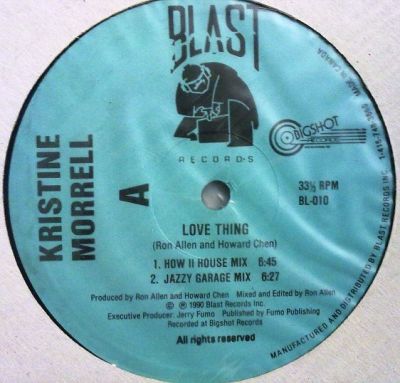 BLAST
RECORDS
BIGSHOT
KRISTINE
MORRELL
A
33⅓ RPM
BL-010
LOVE THING
(Ron Allen and Howard Chen)
1. HOW II HOUSE MIX 6:45
2. JAZZY GARAGE MIX 6:27
Produced by Ron Allen and Howard Chen Mixed and Edited by Ron Allen
© ℗ 1990 Blast Records Inc.
Executive Producer: Jerry Fumo Published by Fumo Publishing
Recorded at Bigshot Records
All rights reserved
MANUFACTURED AND DISTRIBUTED BY BLAST RECORDS INC.
MADE IN CANADA